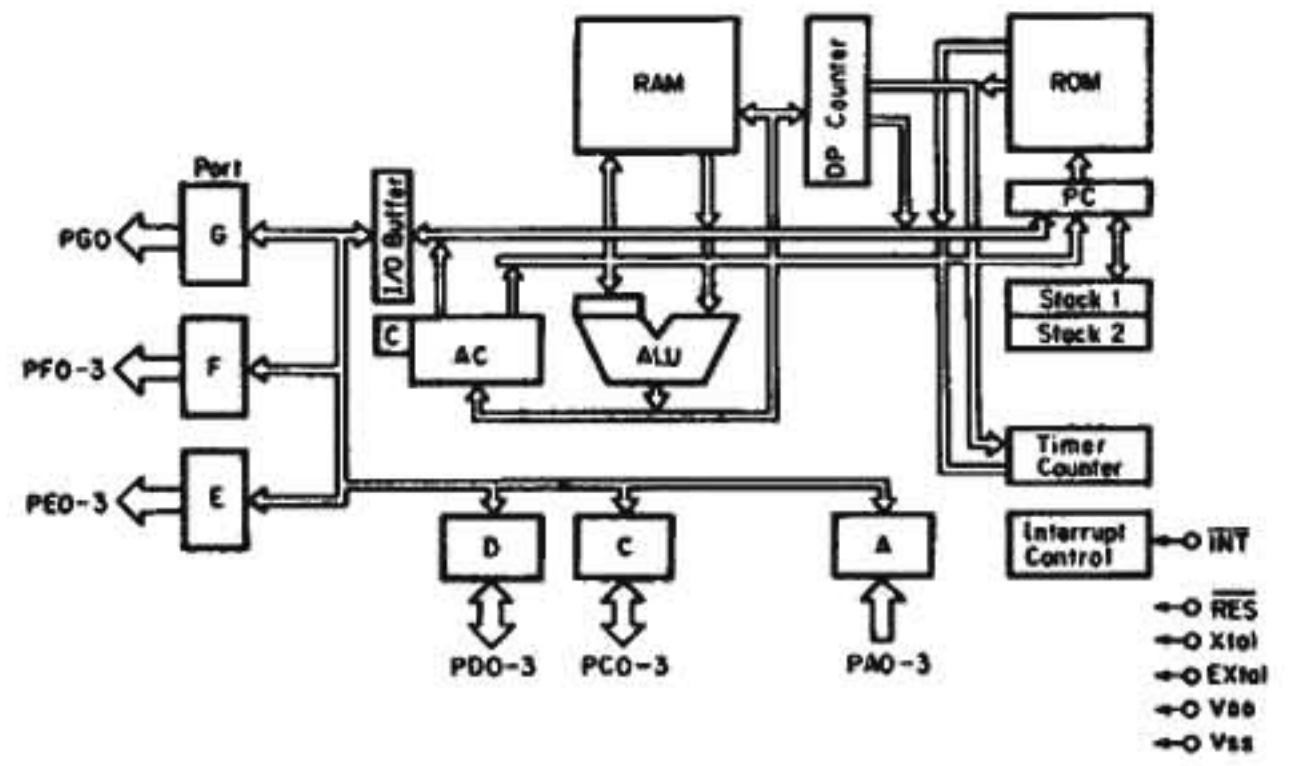 RAM
DP Counter
ROM
Port
PC
G
I/O Buffer
PG0
Stack 1
Stack 2
C
AC
ALU
F
PF0-3
Timer
Counter
E
PE0-3
D
C
A
Interrupt
Control
INT
RES
PD0-3
PC0-3
PA0-3
Xtal
EXtal
Vss